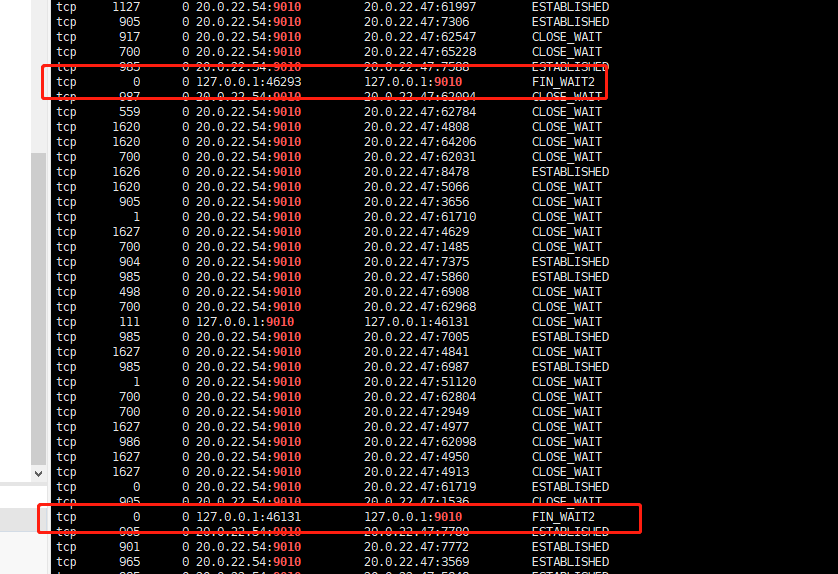 tcp 1127 0 20.0.22.54:9010 20.0.22.47:61997 ESTABLISHED
tcp 905 0 20.0.22.54:9010 20.0.22.47:7306 ESTABLISHED
tcp 917 0 20.0.22.54:9010 20.0.22.47:62547 CLOSE_WAIT
tcp 700 0 20.0.22.54:9010 20.0.22.47:65228 CLOSE_WAIT
tcp 985 0 20.0.22.54:9010 20.0.22.47:7588 ESTABLISHED
tcp 0 0 127.0.0.1:46293 127.0.0.1:9010 FIN_WAIT2
tcp 987 0 20.0.22.54:9010 20.0.22.47:62094 CLOSE_WAIT
tcp 559 0 20.0.22.54:9010 20.0.22.47:62784 CLOSE_WAIT
tcp 1620 0 20.0.22.54:9010 20.0.22.47:4808 CLOSE_WAIT
tcp 1620 0 20.0.22.54:9010 20.0.22.47:64206 CLOSE_WAIT
tcp 700 0 20.0.22.54:9010 20.0.22.47:62031 CLOSE_WAIT
tcp 1626 0 20.0.22.54:9010 20.0.22.47:8478 ESTABLISHED
tcp 1620 0 20.0.22.54:9010 20.0.22.47:5066 CLOSE_WAIT
tcp 905 0 20.0.22.54:9010 20.0.22.47:3656 CLOSE_WAIT
tcp 1 0 20.0.22.54:9010 20.0.22.47:61710 CLOSE_WAIT
tcp 1627 0 20.0.22.54:9010 20.0.22.47:4629 CLOSE_WAIT
tcp 700 0 20.0.22.54:9010 20.0.22.47:1485 CLOSE_WAIT
tcp 904 0 20.0.22.54:9010 20.0.22.47:7375 ESTABLISHED
tcp 985 0 20.0.22.54:9010 20.0.22.47:5860 ESTABLISHED
tcp 498 0 20.0.22.54:9010 20.0.22.47:6908 CLOSE_WAIT
tcp 700 0 20.0.22.54:9010 20.0.22.47:62968 CLOSE_WAIT
tcp 111 0 127.0.0.1:9010 127.0.0.1:46131 CLOSE_WAIT
tcp 985 0 20.0.22.54:9010 20.0.22.47:7005 ESTABLISHED
tcp 1627 0 20.0.22.54:9010 20.0.22.47:4841 CLOSE_WAIT
tcp 985 0 20.0.22.54:9010 20.0.22.47:6987 ESTABLISHED
tcp 1 0 20.0.22.54:9010 20.0.22.47:51120 CLOSE_WAIT
tcp 700 0 20.0.22.54:9010 20.0.22.47:62804 CLOSE_WAIT
tcp 700 0 20.0.22.54:9010 20.0.22.47:2949 CLOSE_WAIT
tcp 1627 0 20.0.22.54:9010 20.0.22.47:4977 CLOSE_WAIT
tcp 986 0 20.0.22.54:9010 20.0.22.47:62098 CLOSE_WAIT
tcp 1627 0 20.0.22.54:9010 20.0.22.47:4950 CLOSE_WAIT
tcp 1627 0 20.0.22.54:9010 20.0.22.47:4913 CLOSE_WAIT
tcp 0 0 20.0.22.54:9010 20.0.22.47:61719 ESTABLISHED
tcp 905 0 20.0.22.54:9010 20.0.22.47:1536 CLOSE_WAIT
tcp 0 0 127.0.0.1:46131 127.0.0.1:9010 FIN_WAIT2
tcp 905 0 20.0.22.54:9010 20.0.22.47:7780 ESTABLISHED
tcp 901 0 20.0.22.54:9010 20.0.22.47:7772 ESTABLISHED
tcp 965 0 20.0.22.54:9010 20.0.22.47:3569 ESTABLISHED